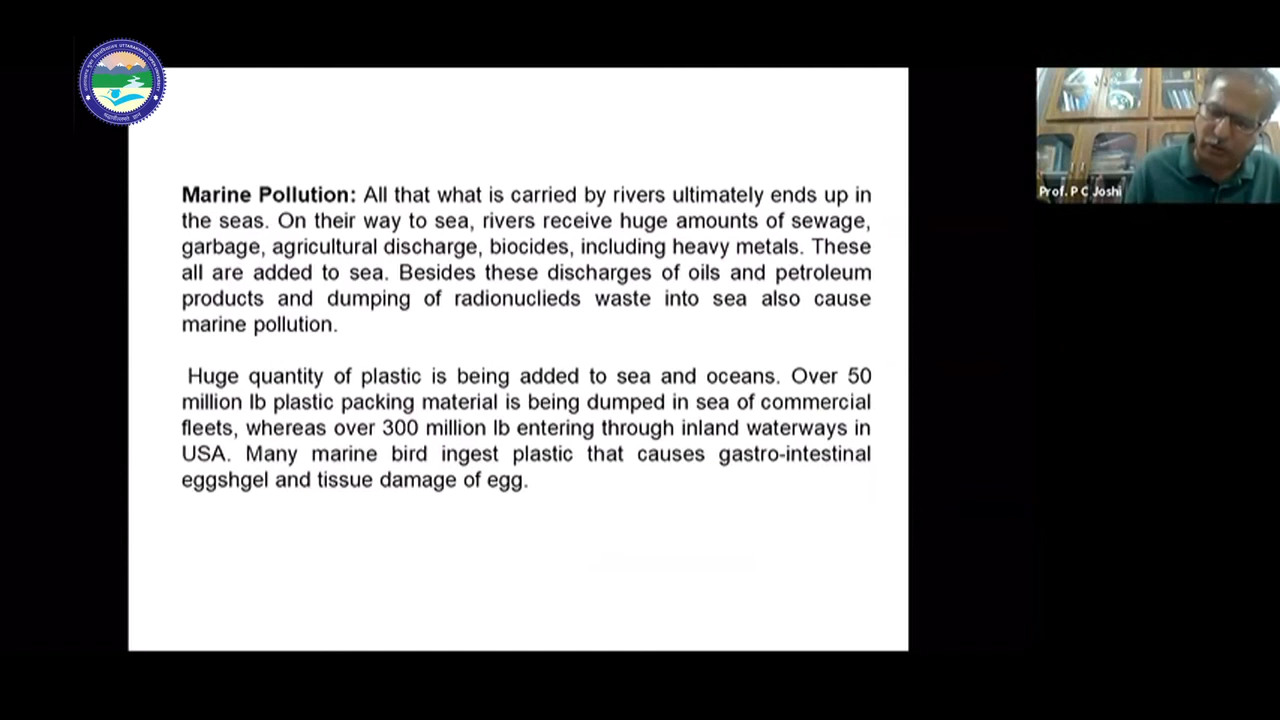 Marine Pollution: All that what is carried by rivers ultimately ends up in
the seas. On their way to sea, rivers receive huge amounts of sewage,
garbage, agricultural discharge, biocides, including heavy metals. These
all are added to sea. Besides these discharges of oils and petroleum
products and dumping of radionuclieds waste into sea also cause
marine pollution.
Huge quantity of plastic is being added to sea and oceans. Over 50
million lb plastic packing material is being dumped in sea of commercial
fleets, whereas over 300 million lb entering through inland waterways in
USA. Many marine bird ingest plastic that causes gastro-intestinal
eggshgel and tissue damage of egg.
Prof. P C Joshi